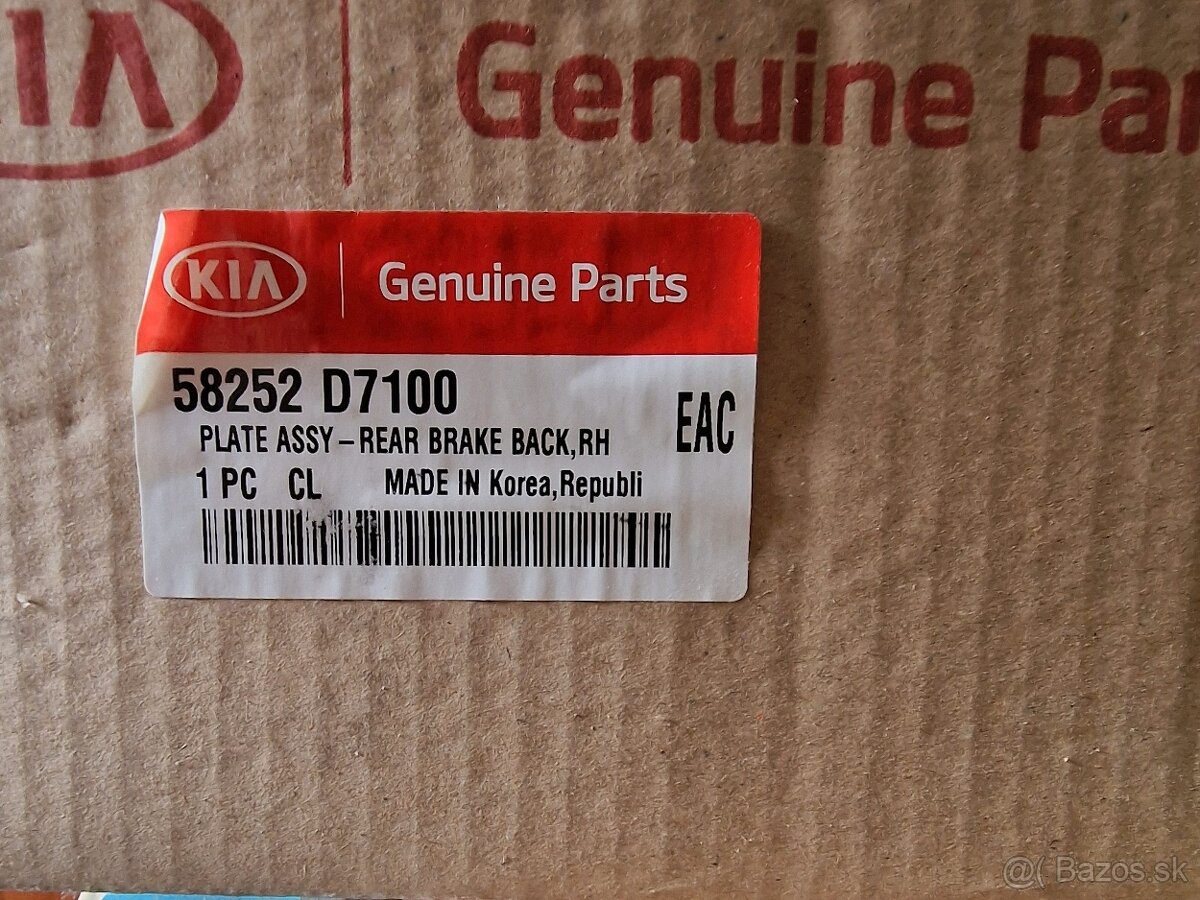 KIA Genuine Par
KIA Genuine Parts
58252 D7100
PLATE ASSY-REAR BRAKE BACK,RH
EAC
1 PC CL MADE IN Korea,Republi
@( Bazos.sk